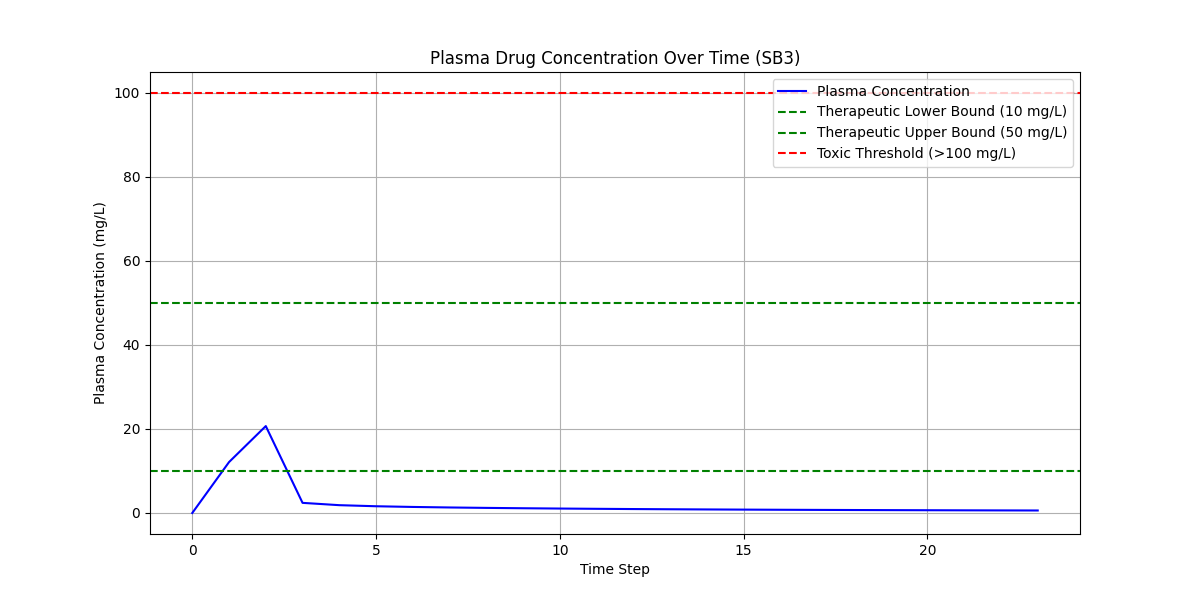 Plasma Drug Concentration Over Time (SB3)
Plasma Concentration
Therapeutic Lower Bound (10 mg/L)
Therapeutic Upper Bound (50 mg/L)
Toxic Threshold (>100 mg/L)
Plasma Concentration (mg/L)
100
80
60
40
20
0
0 5 10 15 20
Time Step